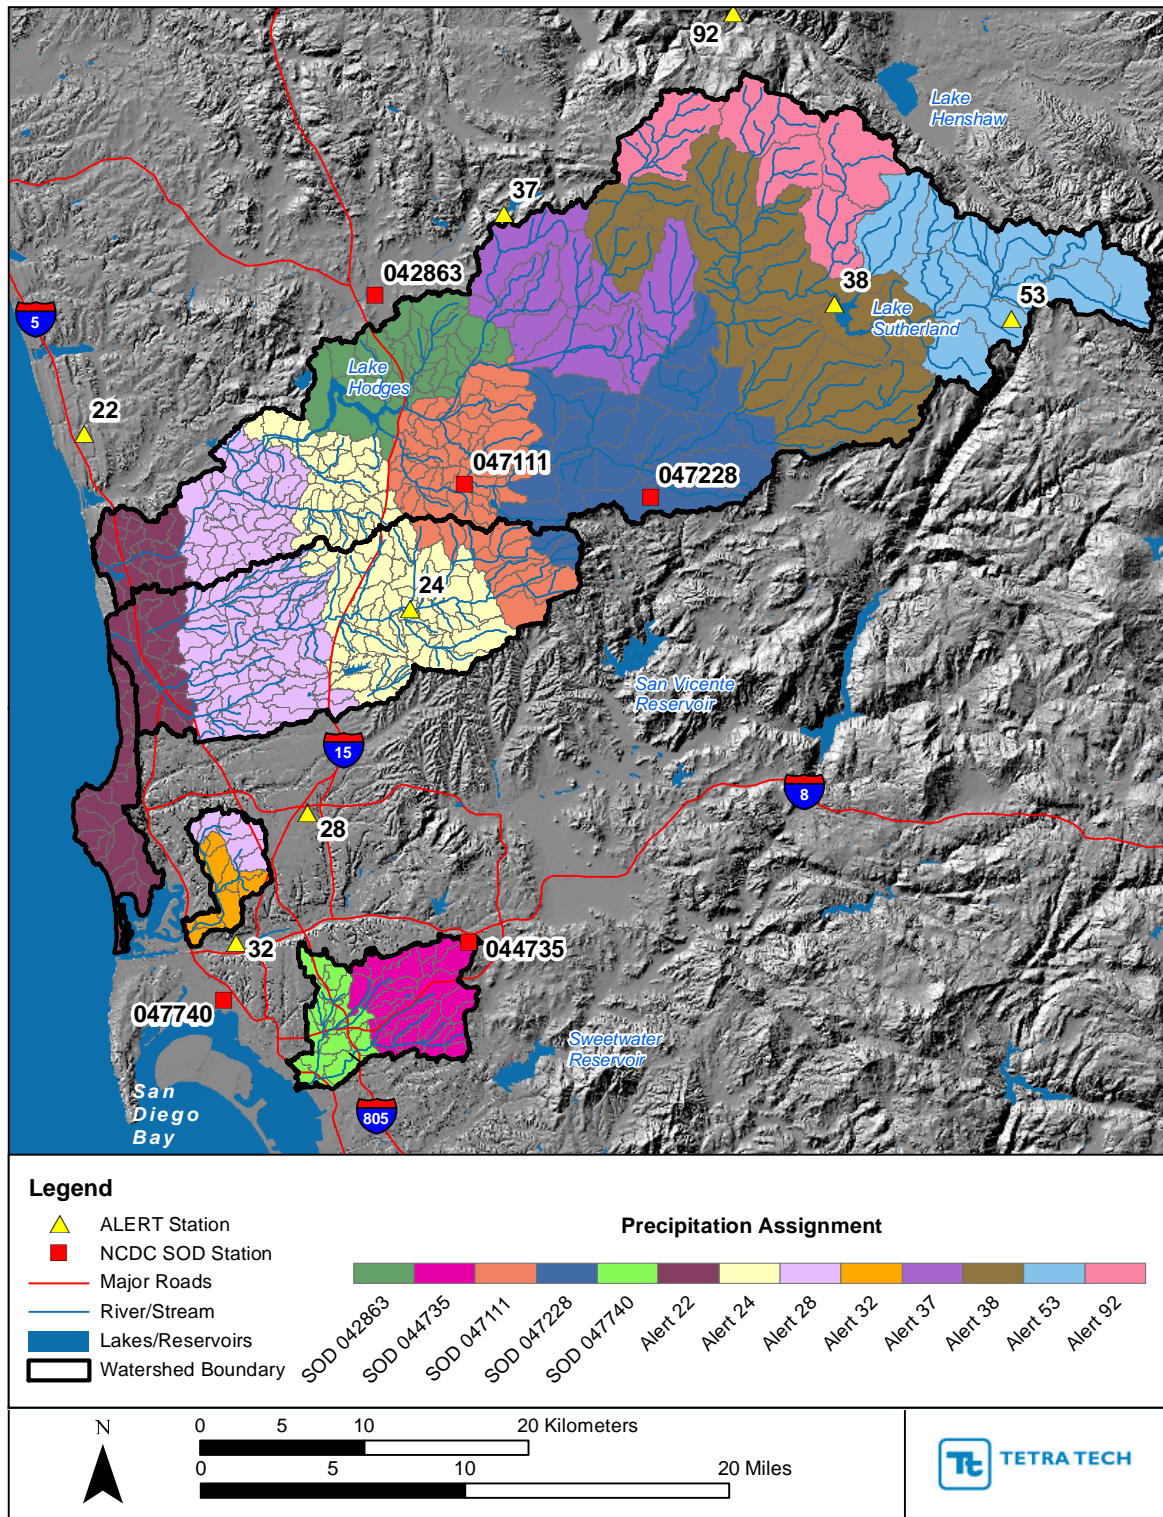 92
Lake
Henshaw
37
042863
38
53
Lake
Sutherland
5
Lake
Hodges
22
047111
047228
24
San Vicente
Reservoir
15
8
28
32
044735
047740
Sweetwater
Reservoir
San
Diego
Bay
805
Legend
ALERT Station
NCDC SOD Station
Major Roads
River/Stream
Lakes/Reservoirs
Watershed Boundary
Precipitation Assignment
SOD 042863
SOD 044735
SOD 047111
SOD 047228
SOD 047740
Alert 22
Alert 24
Alert 28
Alert 32
Alert 37
Alert 38
Alert 53
Alert 92
N
0 5 10 20 Kilometers
0 5 10 20 Miles
Tt TETRA TECH